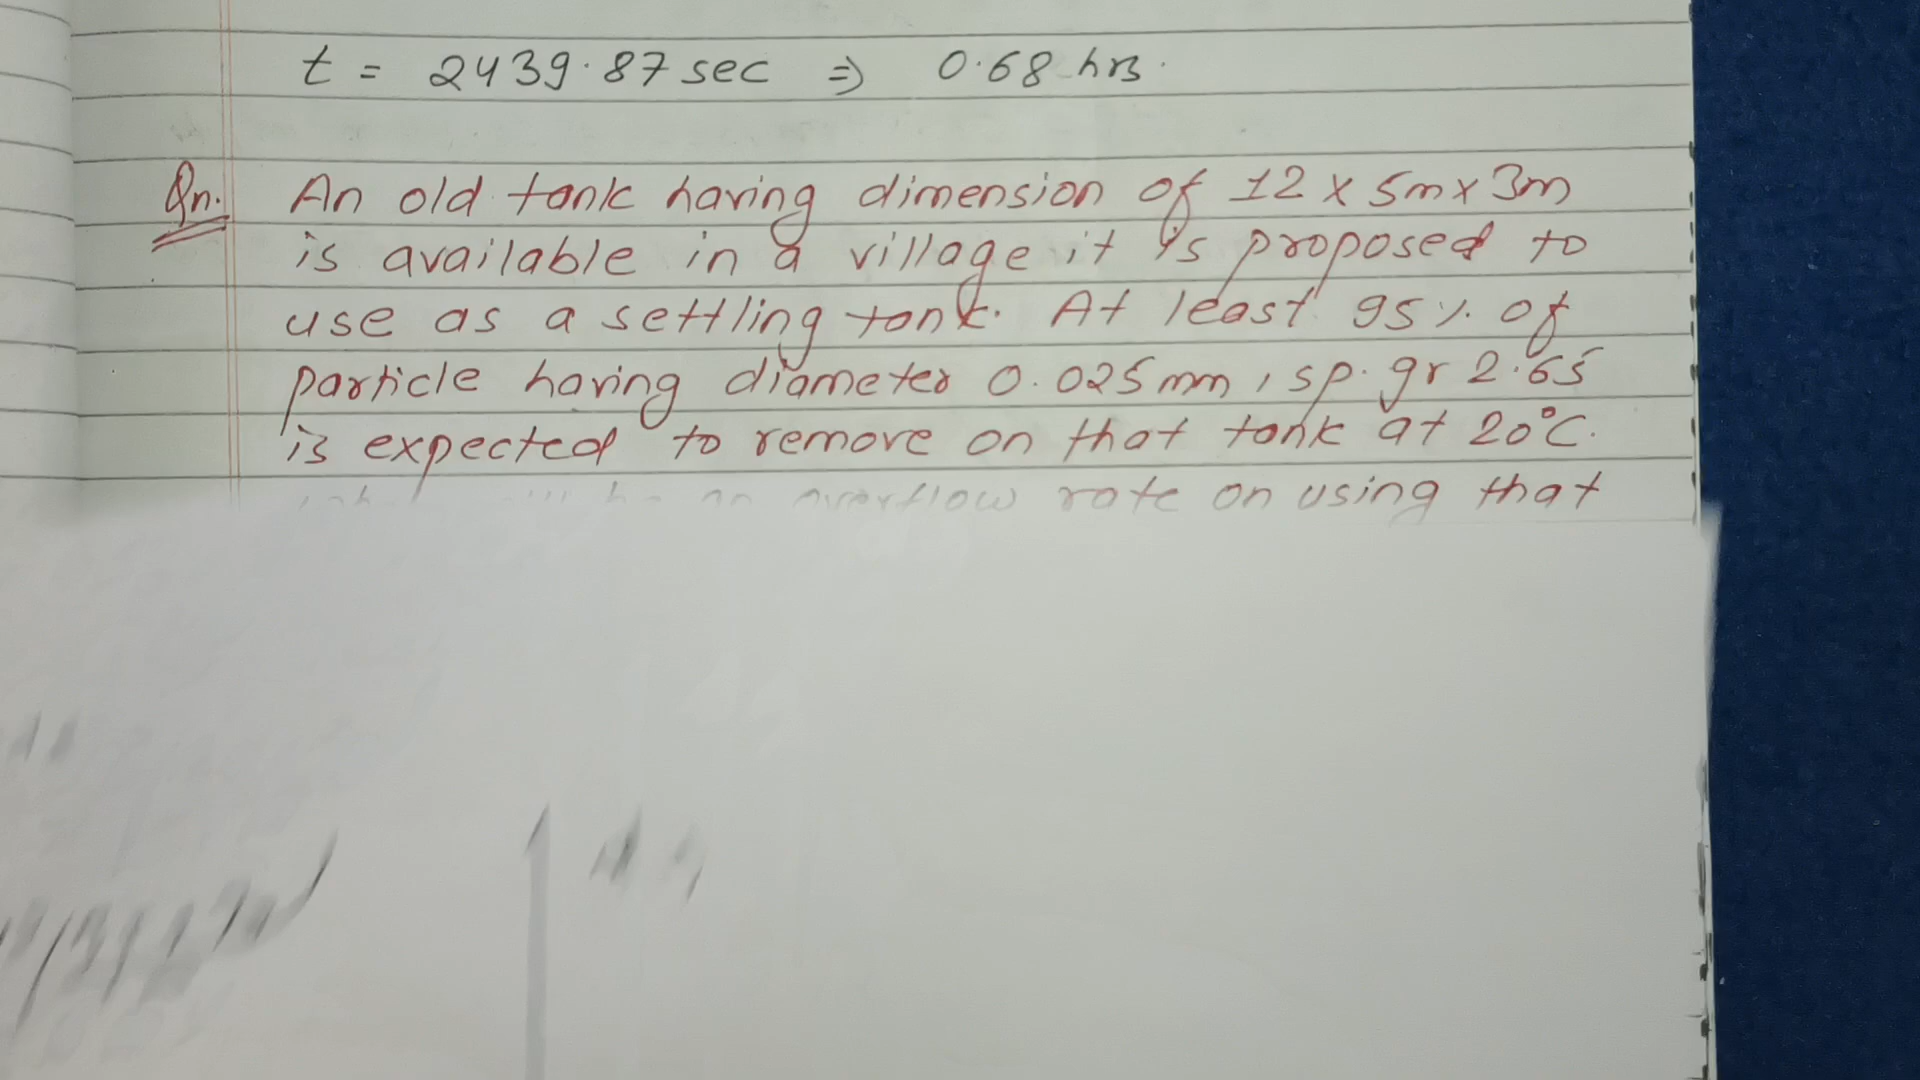 t = 2439.87 sec ⇒ 0.68 hrs.
Qn. An old tank having dimension of 12 x 5m x 3m
is available in a village it is proposed to
use as a settling tank. At least 95 % of
particle having diameter 0.025 mm, sp. gr 2.65
is expected to remove on that tank at 20°C.
overflow rate on using that